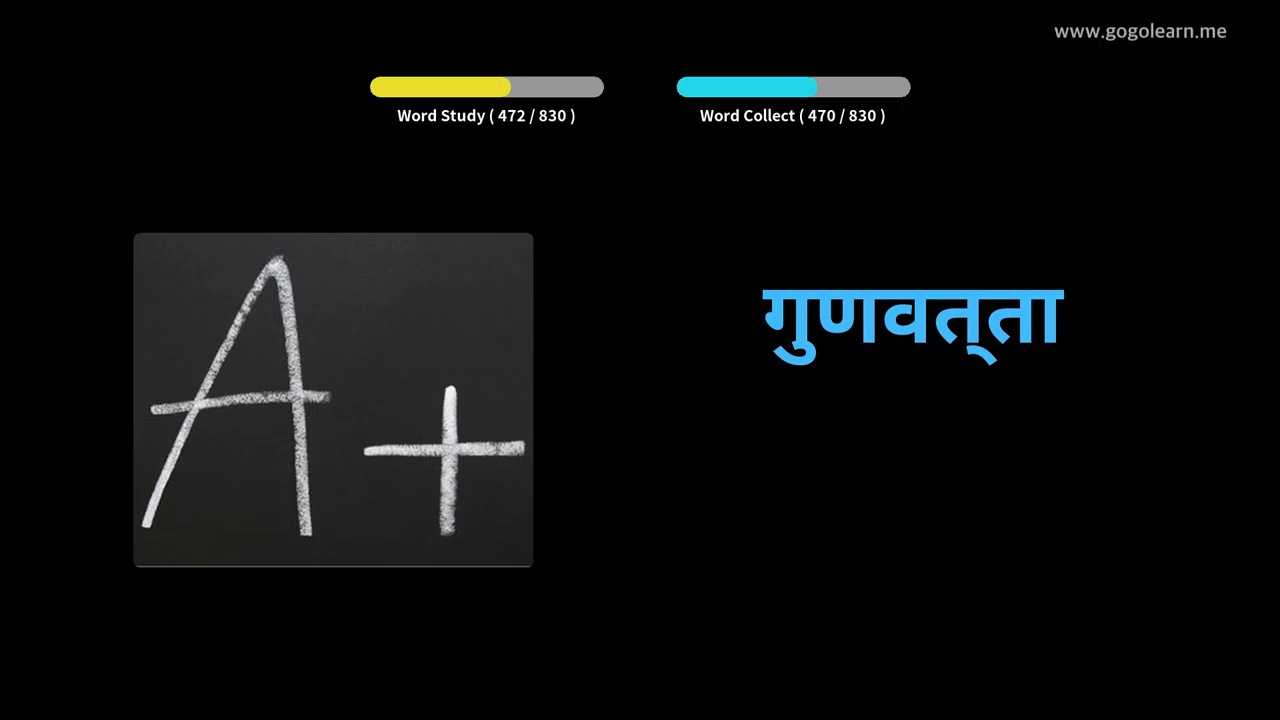 www.gogolearn.me
Word Study ( 472 / 830 )
Word Collect ( 470 / 830 )
A+
गुणवत्‌ता